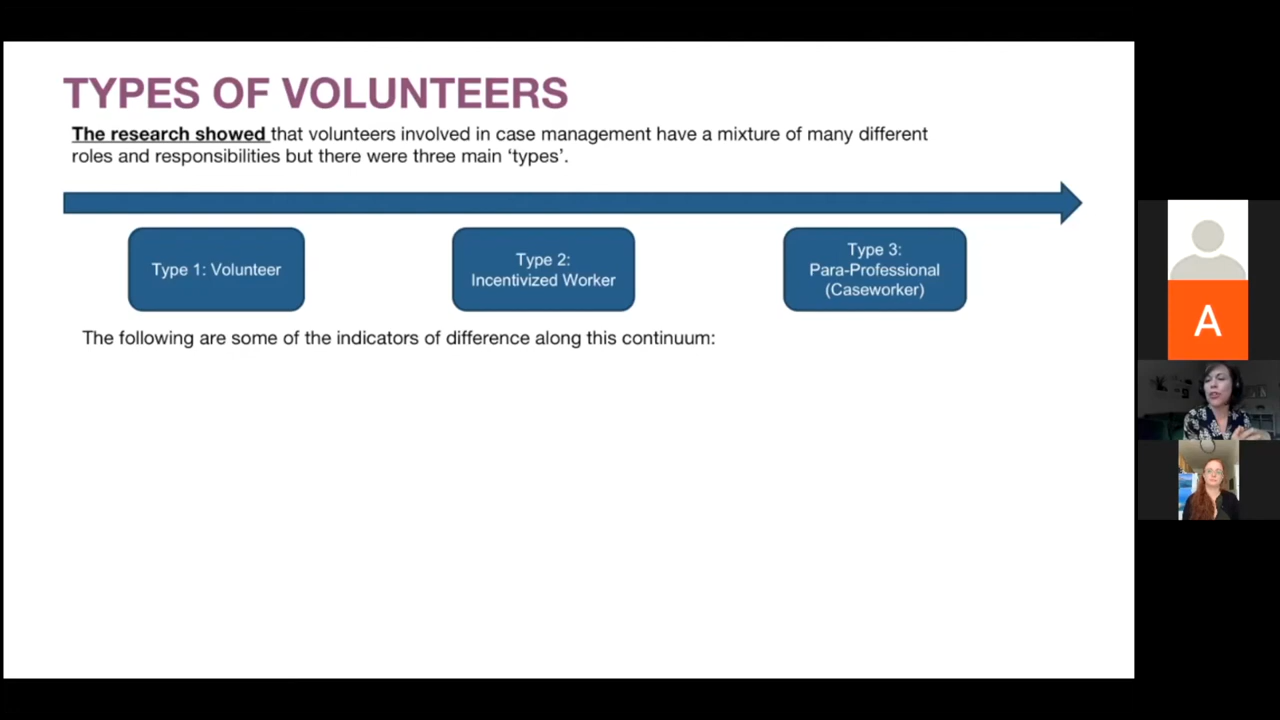 TYPES OF VOLUNTEERS
The research showed that volunteers involved in case management have a mixture of many different
roles and responsibilities but there were three main ‘types’.
Type 1: Volunteer
Type 2:
Incentivized Worker
Type 3:
Para-Professional
(Caseworker)
The following are some of the indicators of difference along this continuum:
A